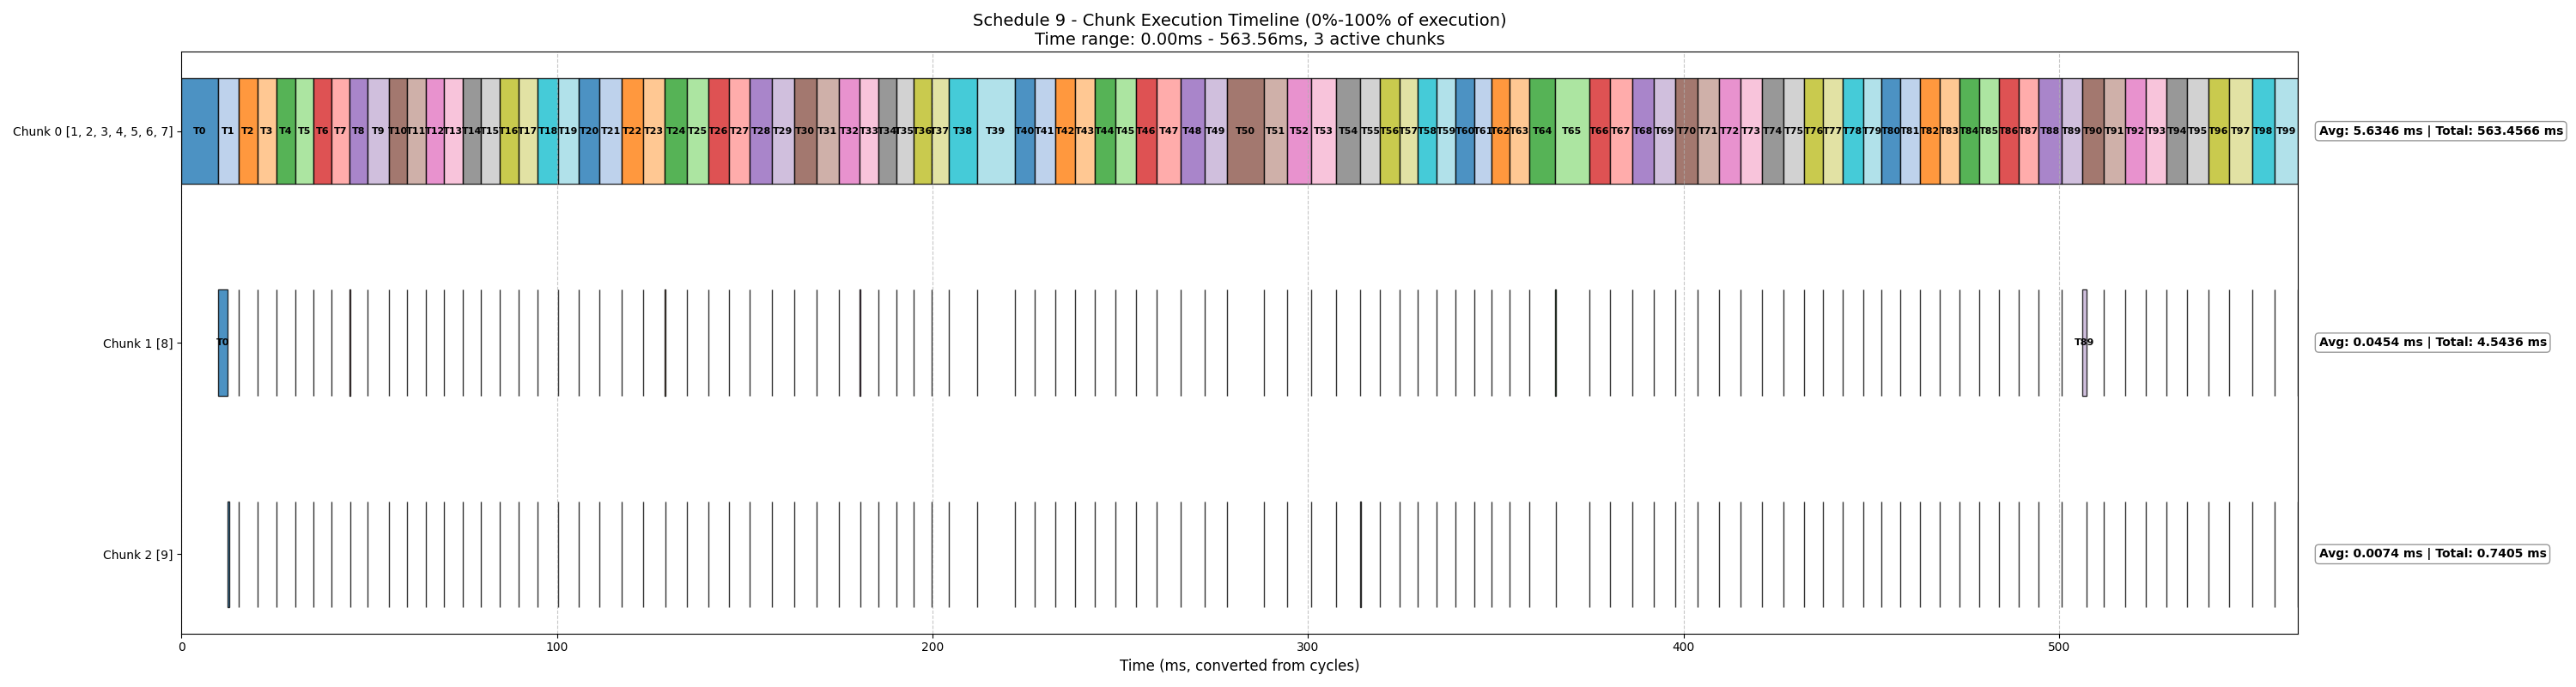 Schedule 9 - Chunk Execution Timeline (0%-100% of execution)
Time range: 0.00ms - 563.56ms, 3 active chunks
Chunk 0 [1, 2, 3, 4, 5, 6, 7]
T0 T1 T2 T3 T4 T5 T6 T7 T8 T9 T10 T11 T12 T13 T14 T15 T16 T17 T18 T19 T20 T21 T22 T23 T24 T25 T26 T27 T28 T29 T30 T31 T32 T33 T34 T35 T36 T37 T38 T39 T40 T41 T42 T43 T44 T45 T46 T47 T48 T49 T50 T51 T52 T53 T54 T55 T56 T57 T58 T59 T60 T61 T62 T63 T64 T65 T66 T67 T68 T69 T70 T71 T72 T73 T74 T75 T76 T77 T78 T79 T80 T81 T82 T83 T84 T85 T86 T87 T88 T89 T90 T91 T92 T93 T94 T95 T96 T97 T98 T99
Avg: 5.6346 ms | Total: 563.4566 ms
Chunk 1 [8]
T0 T89
Avg: 0.0454 ms | Total: 4.5436 ms
Chunk 2 [9]
Avg: 0.0074 ms | Total: 0.7405 ms
0 100 200 300 400 500
Time (ms, converted from cycles)